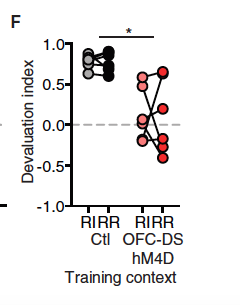 F
*
1.0
0.5
0.0
-0.5
-1.0
Devaluation index
RI RR RI RR
Ctl OFC-DS
hM4D
Training context